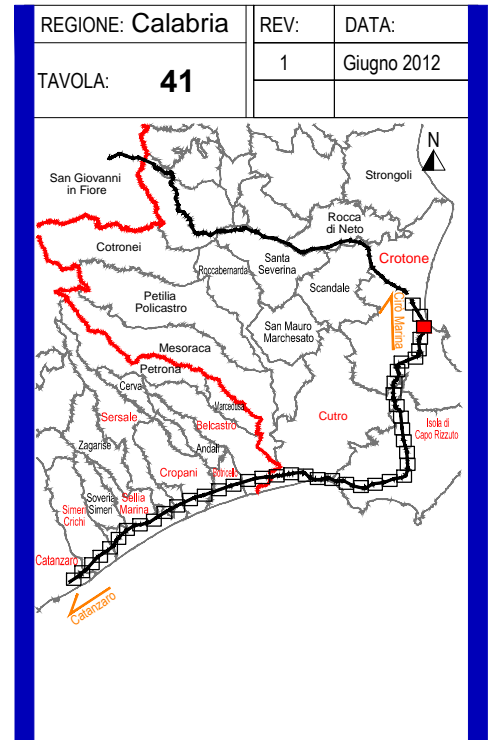 REGIONE: Calabria
REV:
DATA:
TAVOLA: 41
1
Giugno 2012
N
San Giovanni
in Fiore
Strongoli
Rocca
di Neto
Cotronei
Crotone
Roccabernarda
Santa
Severina
Scandale
Petilia
Policastro
Cirò Marina
San Mauro
Marchesato
Mesoraca
Petrona
Cerva
Marcedusa
Sersale
Belcastro
Cutro
Isola di
Capo Rizzuto
Andali
Zagarise
Cropani
Botricello
Soveria
Simeri
Sellia
Marina
Simeri
Crichi
Catanzaro
Catanzaro